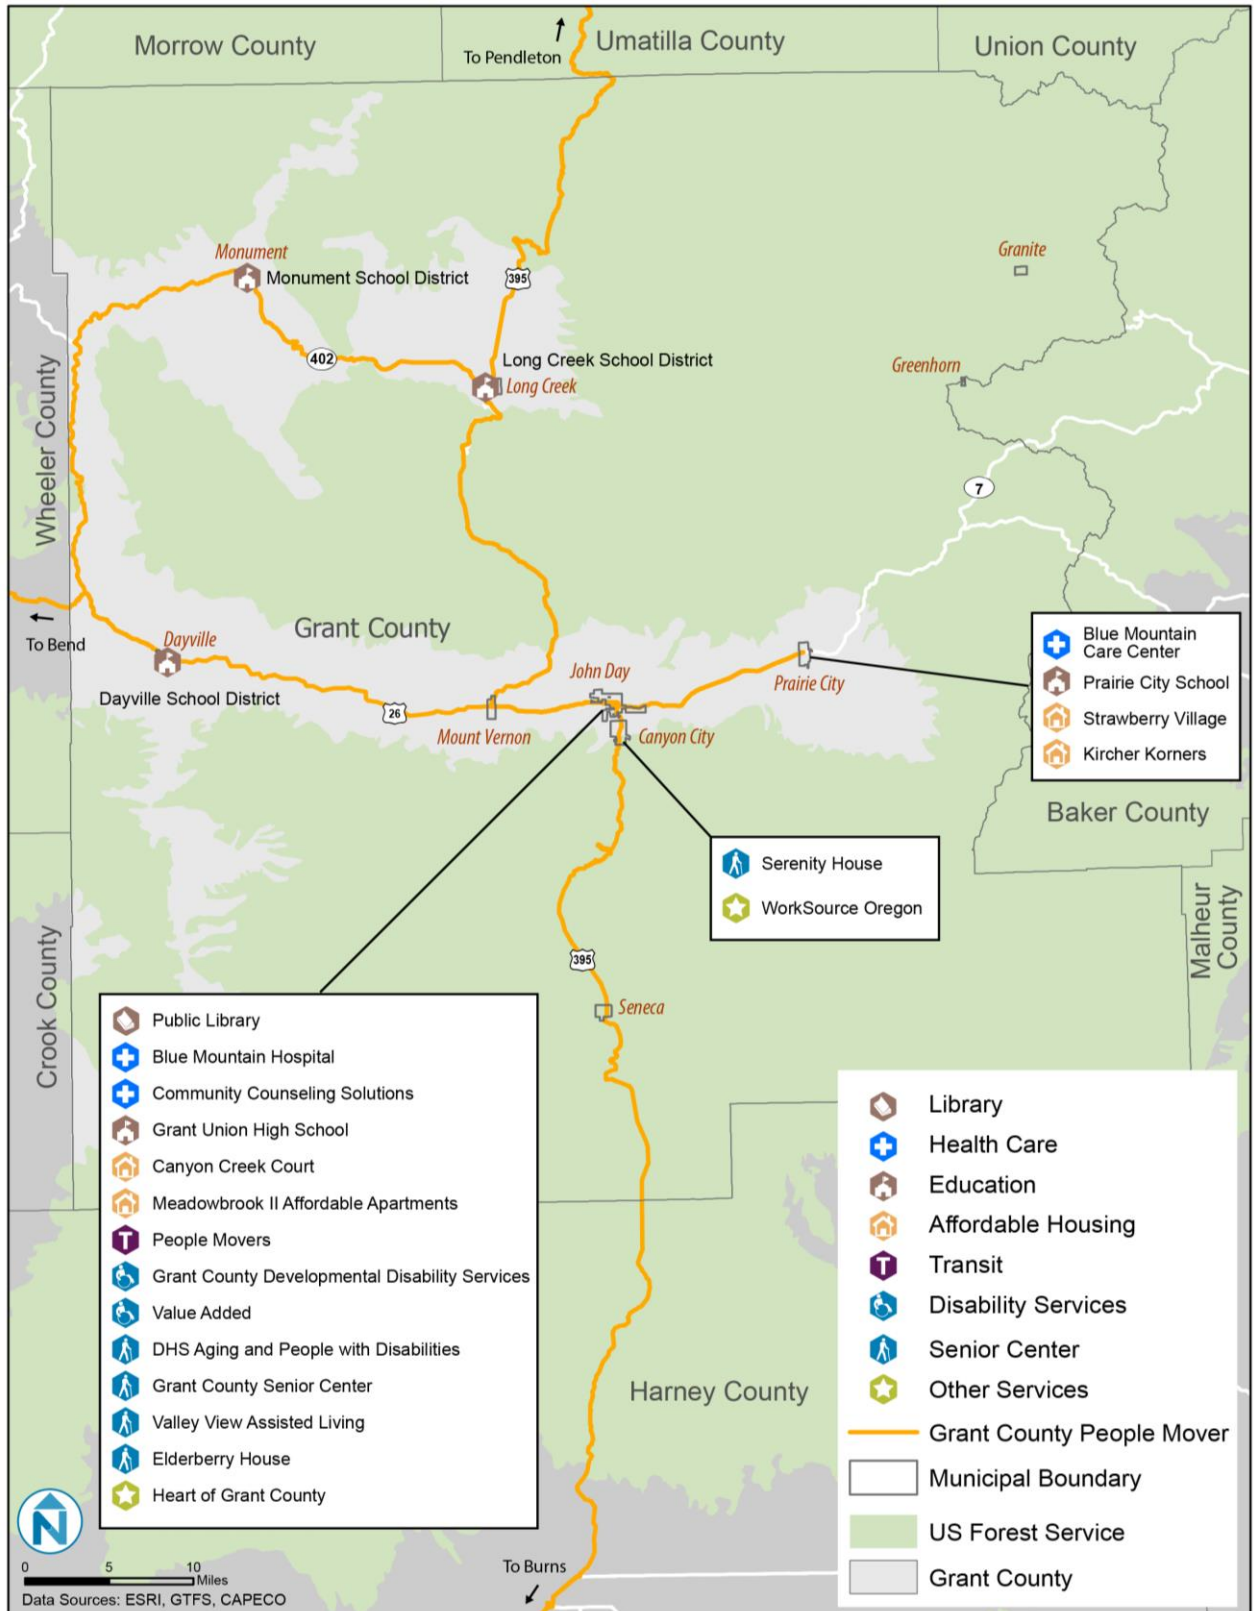 Morrow County
Umatilla County
Union County
To Pendleton
Monument
Monument School District
395
Granite
402
Long Creek School District
Long Creek
Greenhorn
Wheeler County
7
To Bend
Dayville
Dayville School District
Grant County
26
Mount Vernon
John Day
Canyon City
Prairie City
Blue Mountain
Care Center
Prairie City School
Strawberry Village
Kircher Korners
Baker County
Serenity House
WorkSource Oregon
Malheur
County
395
Seneca
Crook County
Public Library
Blue Mountain Hospital
Community Counseling Solutions
Grant Union High School
Canyon Creek Court
Meadowbrook II Affordable Apartments
T People Movers
Grant County Developmental Disability Services
Value Added
DHS Aging and People with Disabilities
Grant County Senior Center
Valley View Assisted Living
Elderberry House
Heart of Grant County
Harney County
Library
Health Care
Education
Affordable Housing
T Transit
Disability Services
Senior Center
Other Services
Grant County People Mover
Municipal Boundary
US Forest Service
Grant County
N
0 5 10
Miles
Data Sources: ESRI, GTFS, CAPECO
To Burns